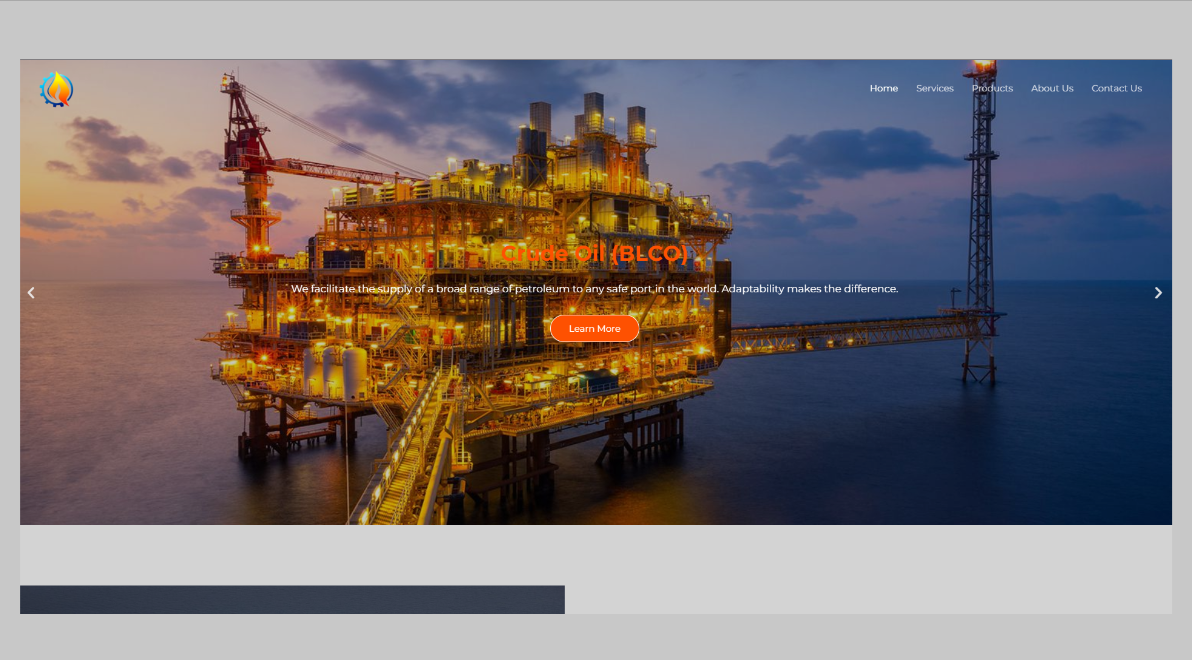 Home Services Products About Us Contact Us
Crude Oil (BLCO)
We facilitate the supply of a broad range of petroleum to any safe port in the world. Adaptability makes the difference.
Learn More